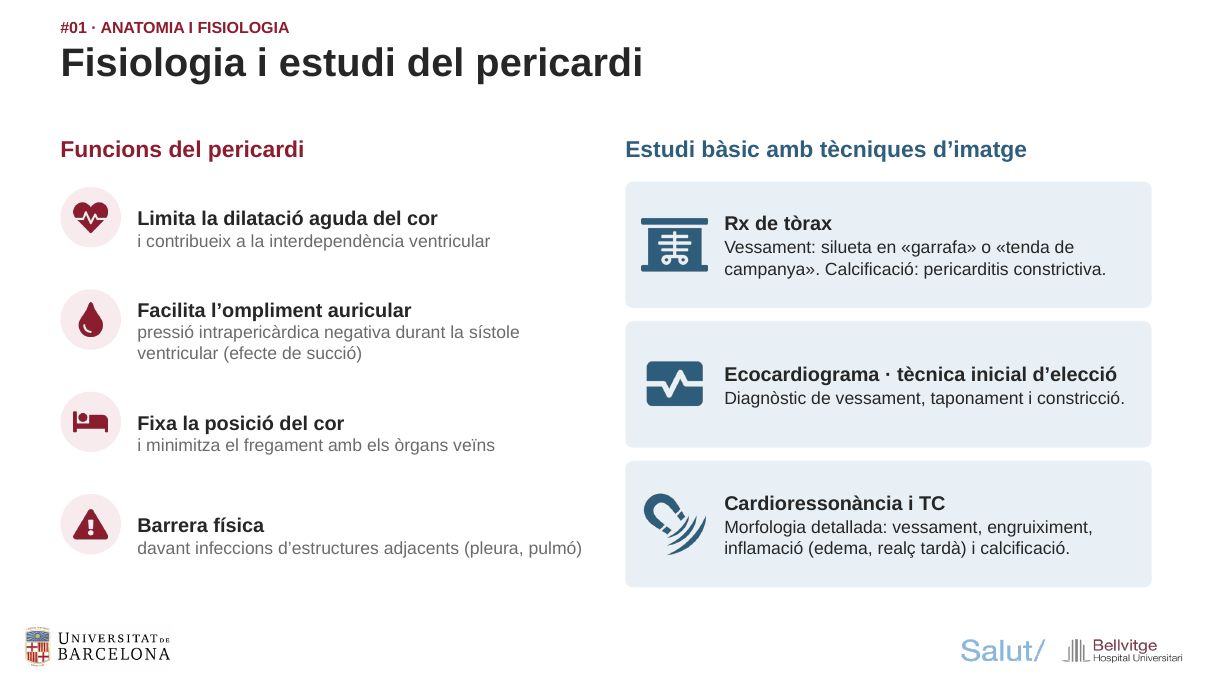 #01 · ANATOMIA I FISIOLOGIA
Fisiologia i estudi del pericardi
Funcions del pericardi
Limita la dilatació aguda del cor
i contribueix a la interdependència ventricular
Facilita l’ompliment auricular
pressió intrapericàrdica negativa durant la sístole
ventricular (efecte de succió)
Fixa la posició del cor
i minimitza el fregament amb els òrgans veïns
Barrera física
davant infeccions d’estructures adjacents (pleura, pulmó)
Estudi bàsic amb tècniques d’imatge
Rx de tòrax
Vessament: silueta en «garrafa» o «tenda de
campanya». Calcificació: pericarditis constrictiva.
Ecocardiograma · tècnica inicial d’elecció
Diagnòstic de vessament, taponament i constricció.
Cardioressonància i TC
Morfologia detallada: vessament, engruiximent,
inflamació (edema, realç tardà) i calcificació.
UNIVERSITAT DE
BARCELONA
Salut/
Bellvitge
Hospital Universitari